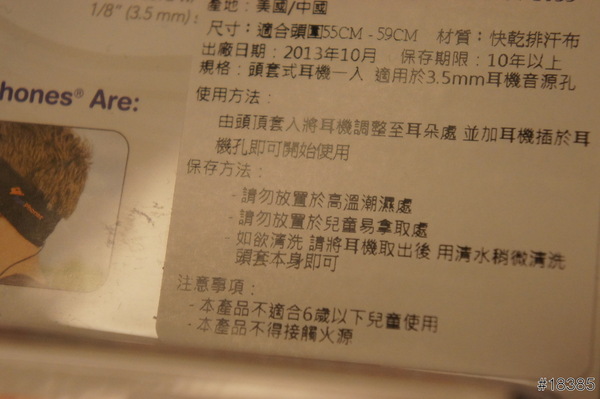 產地：美國/中國
1/8" (3.5 mm) s
尺寸：適合頭圍55CM - 59CM 材質：快乾排汗布
出廠日期：2013年10月 保存期限：10年以上
規格：頭套式耳機一入 適用於3.5mm耳機音源孔
hones® Are:
使用方法：
由頭頂套入將耳機調整至耳朵處 並加耳機插於耳
機孔即可開始使用
保存方法：
- 請勿放置於高溫潮濕處
- 請勿放置於兒童易拿取處
- 如欲清洗 請將耳機取出後 用清水稍微清洗
頭套本身即可
注意事項：
- 本產品不適合6歲以下兒童使用
- 本產品不得接觸火源
#18385